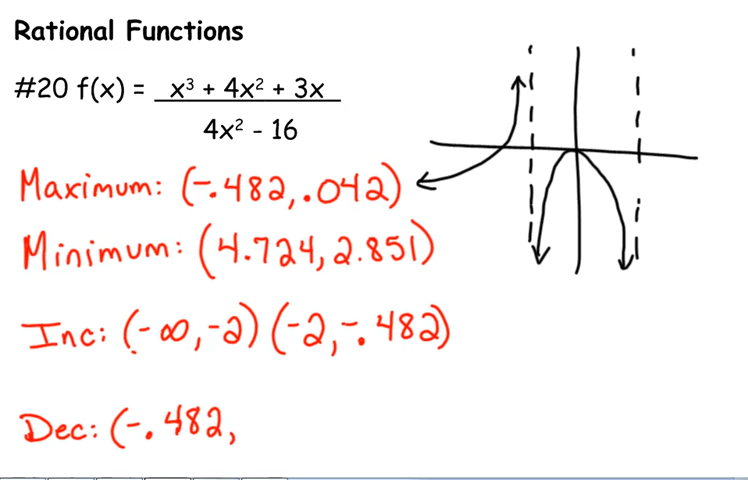 Rational Functions
#20 f(x) = x³ + 4x² + 3x
4x² - 16
Maximum: (-.482, .042)
Minimum: (4.724, 2.851)
Inc: (-∞, -2) (-2, -.482)
Dec: (-.482,